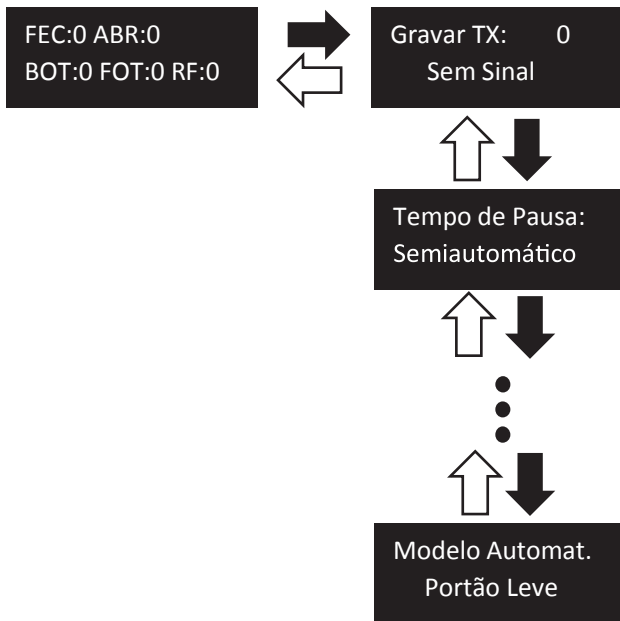 FEC:0 ABR:0
BOT:0 FOT:0 RF:0
Gravar TX: 0
Sem Sinal
Tempo de Pausa:
Semiautomático
Modelo Automat.
Portão Leve